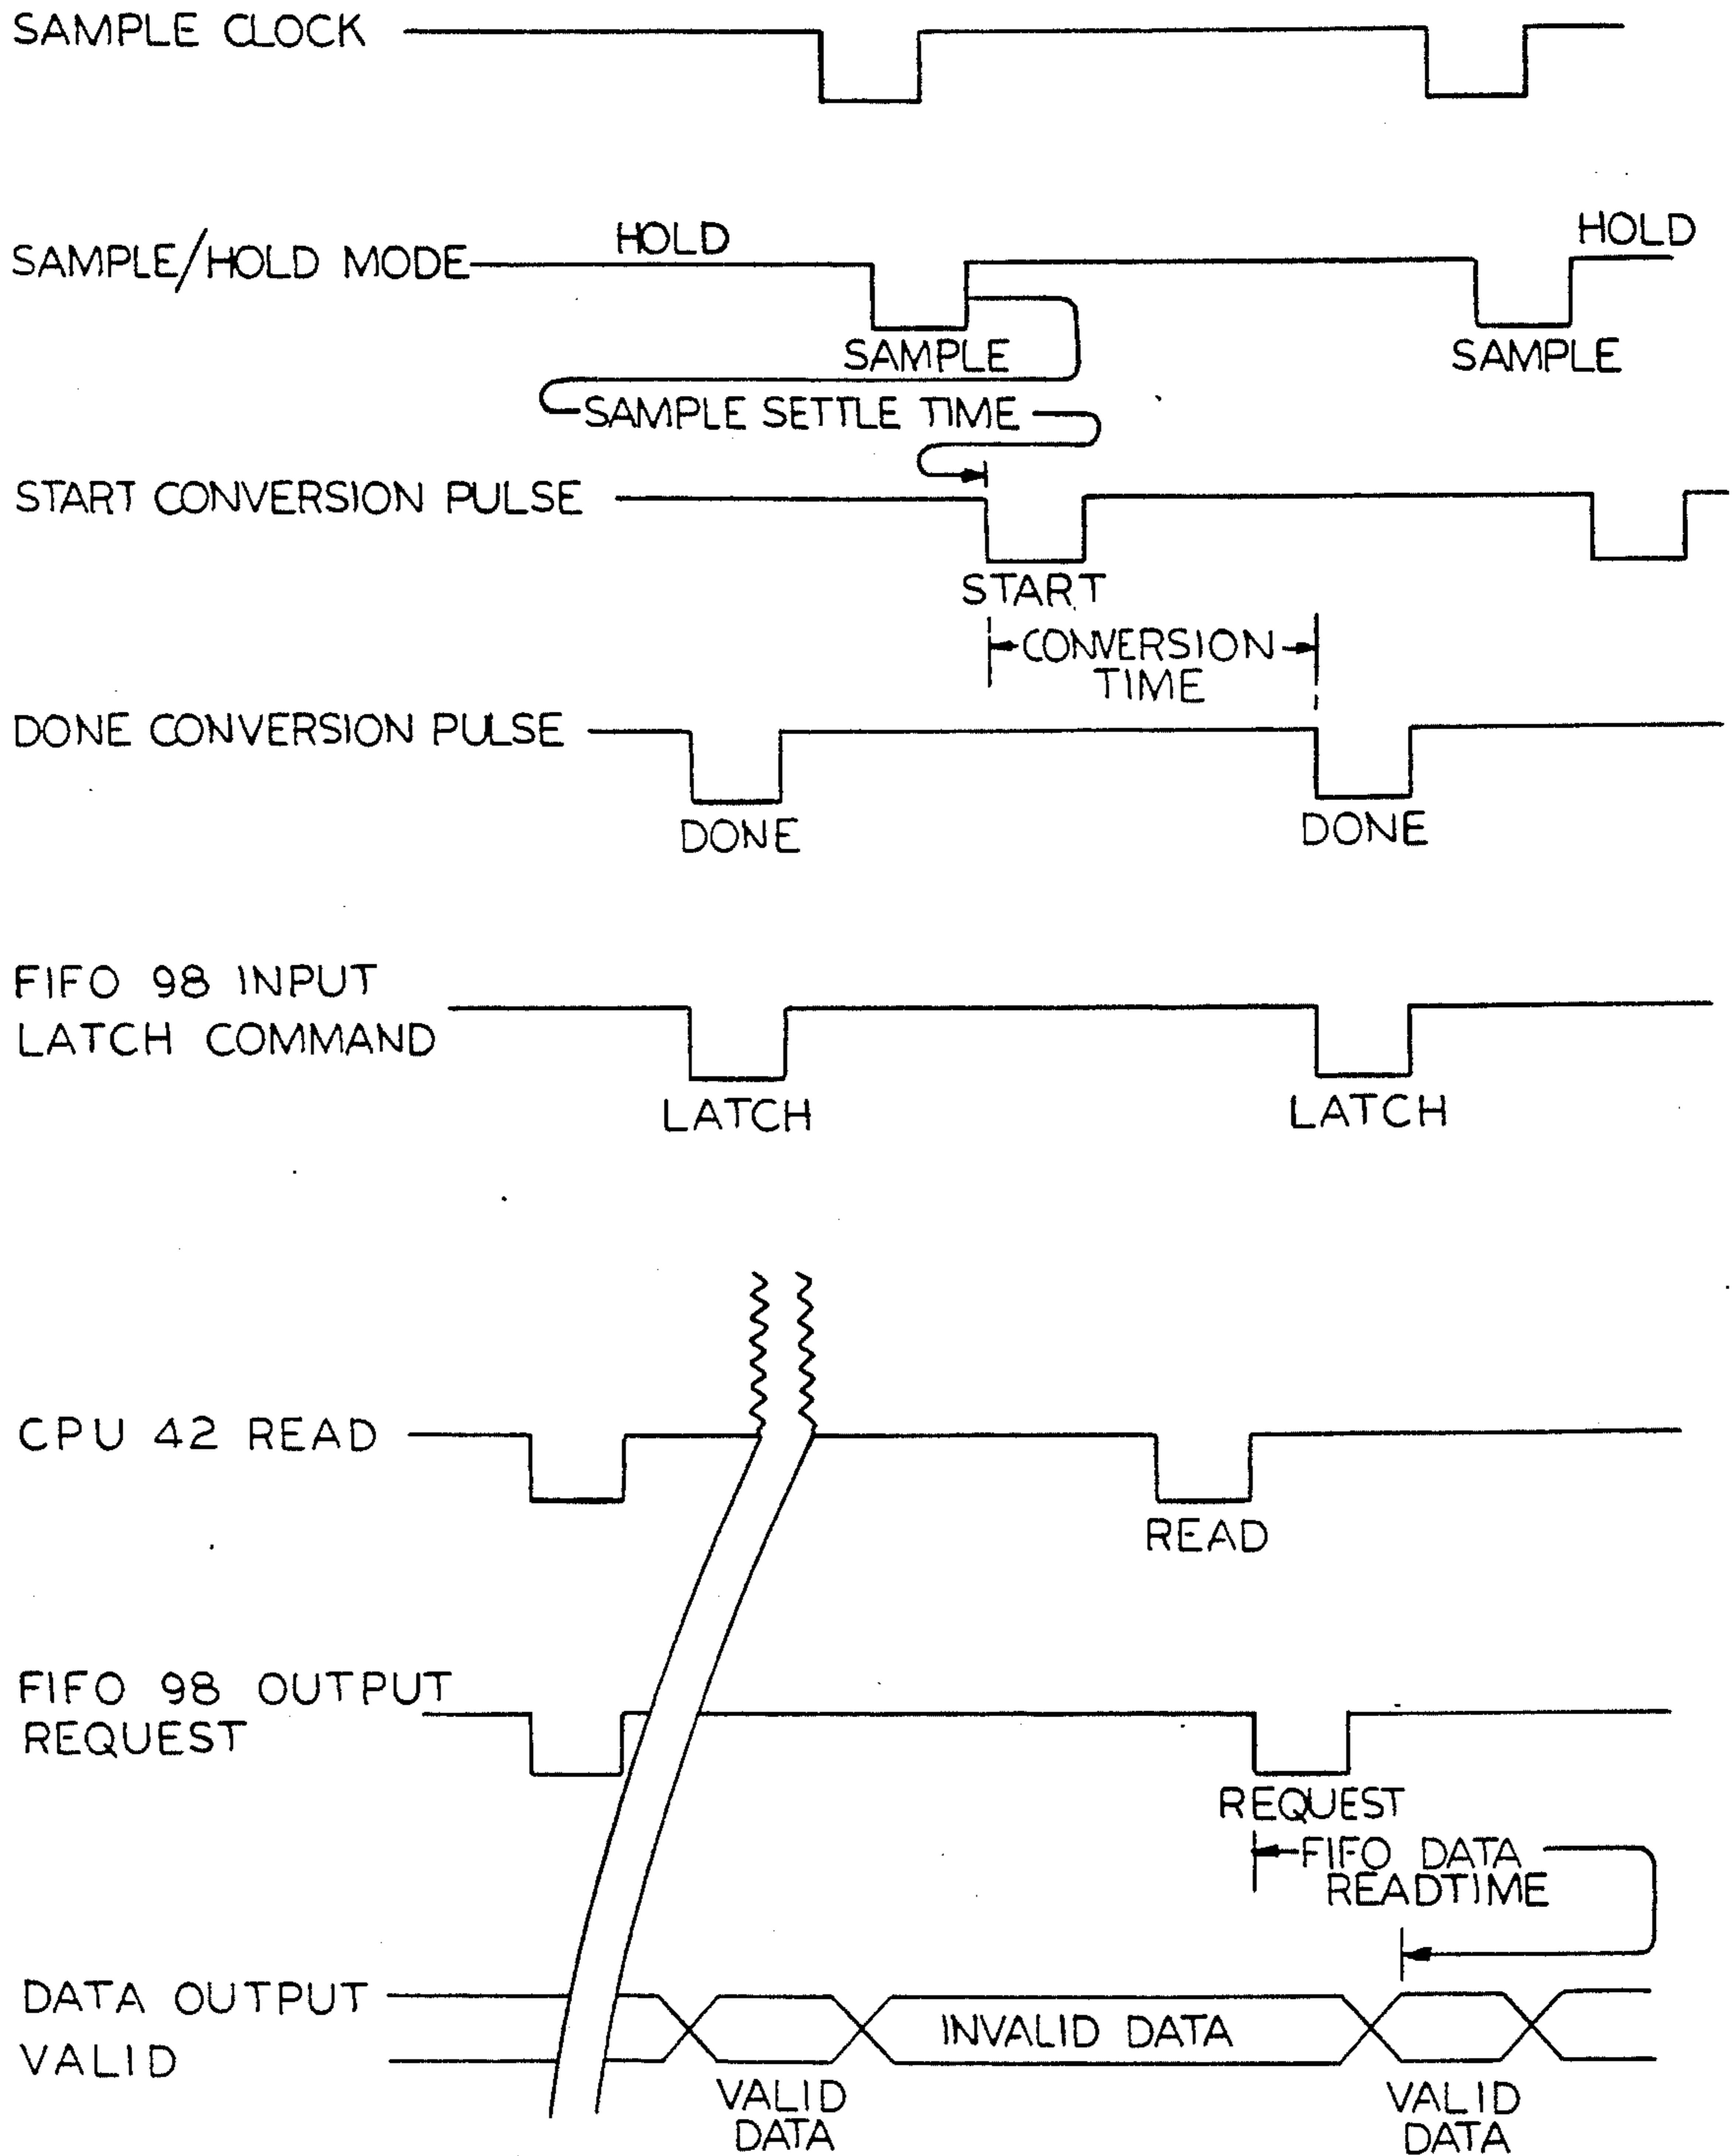 SAMPLE CLOCK
HOLD
HOLD
SAMPLE/HOLD MODE
SAMPLE
SAMPLE
SAMPLE SETTLE TIME
START CONVERSION PULSE
START
CONVERSION
TIME
DONE CONVERSION PULSE
DONE
DONE
FIFO 98 INPUT
LATCH COMMAND
LATCH
LATCH
CPU 42 READ
READ
FIFO 98 OUTPUT
REQUEST
REQUEST
FIFO DATA
READTIME
DATA OUTPUT
VALID
INVALID DATA
VALID
DATA
VALID
DATA